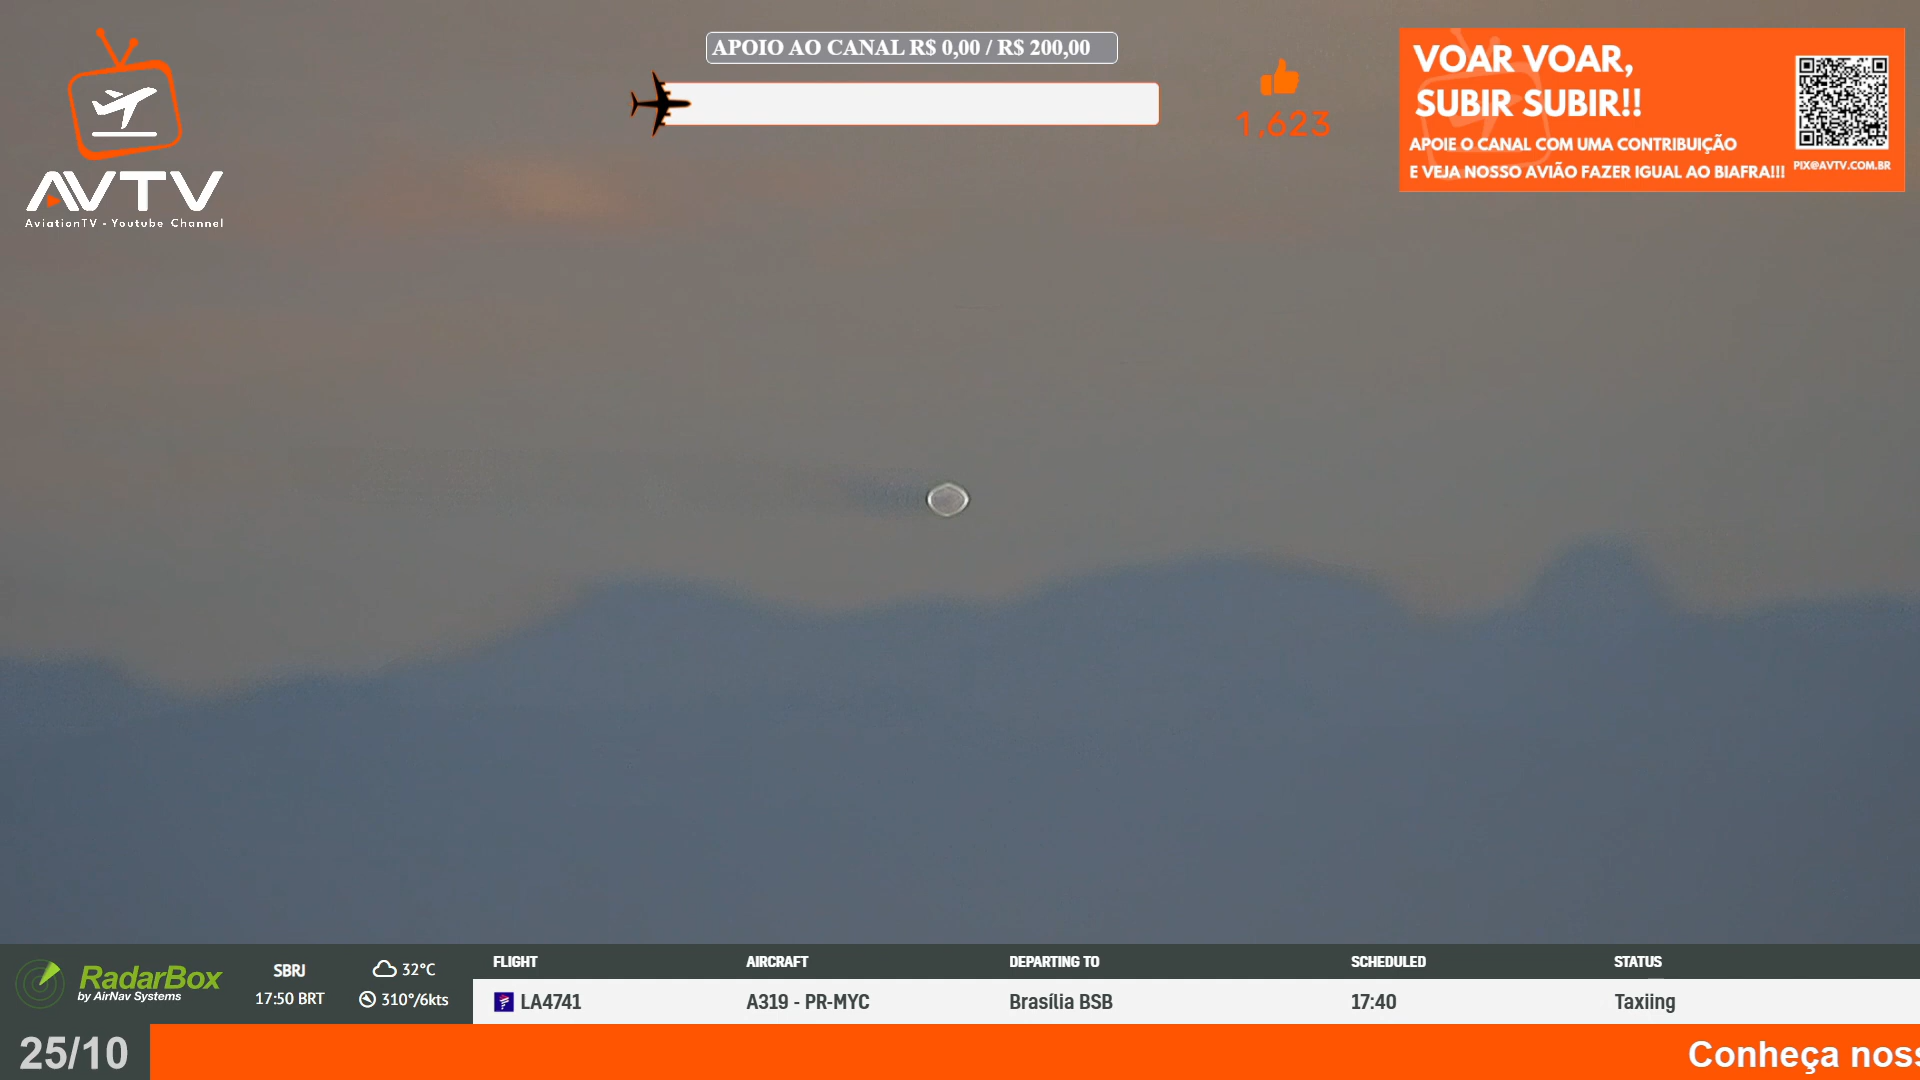 APOIO AO CANAL R$ 0,00 / R$ 200,00
1,623
VOAR VOAR,
SUBIR SUBIR!!
APOIE O CANAL COM UMA CONTRIBUIÇÃO
E VEJA NOSSO AVIÃO FAZER IGUAL AO BIAFRA!!!
PIX@AVTV.COM.BR
AVTV
AviationTV - Youtube Channel
RadarBox
by AirNav Systems
SBRJ
17:50 BRT
32°C
310°/6kts
FLIGHT AIRCRAFT DEPARTING TO SCHEDULED STATUS
LA4741 A319 - PR-MYC Brasília BSB 17:40 Taxiing
25/10
Conheça noss